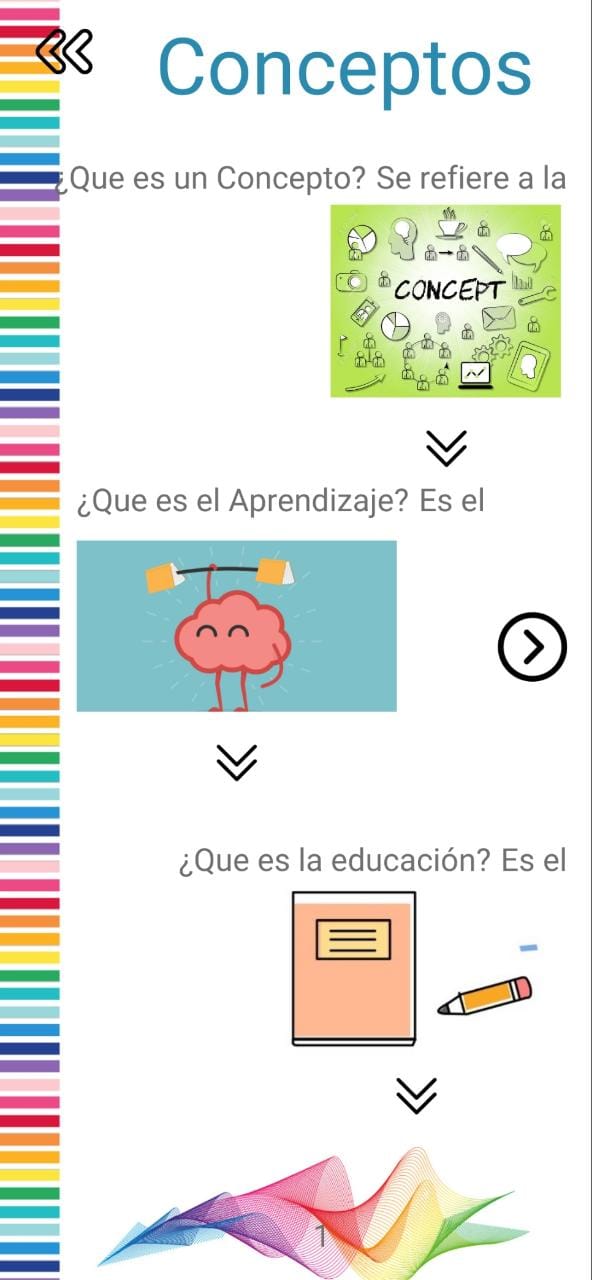 Conceptos
¿Que es un Concepto? Se refiere a la
CONCEPT
¿Que es el Aprendizaje? Es el
¿Que es la educación? Es el
1